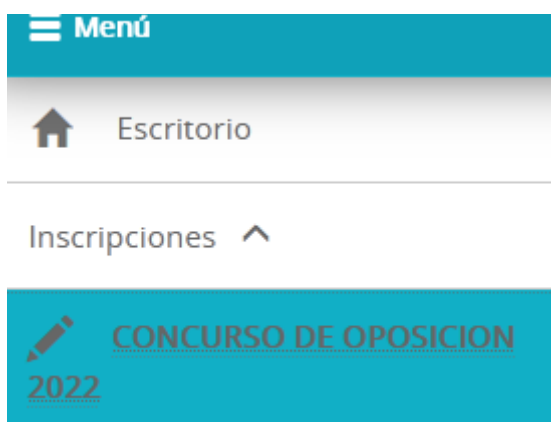 Menú
Escritorio
Inscripciones
CONCURSO DE OPOSICION
2022